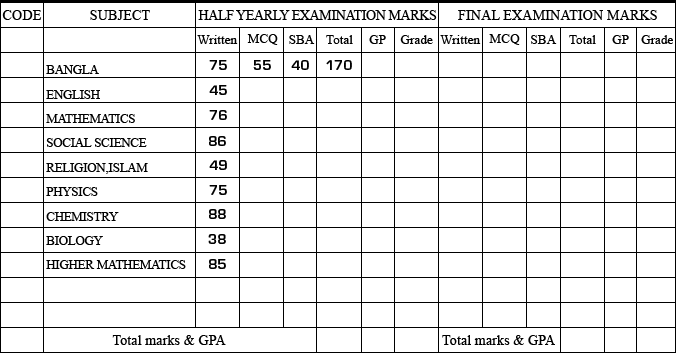 CODE SUBJECT HALF YEARLY EXAMINATION MARKS FINAL EXAMINATION MARKS
Written MCQ SBA Total GP Grade Written MCQ SBA Total GP Grade
BANGLA 75 55 40 170
ENGLISH 45
MATHEMATICS 76
SOCIAL SCIENCE 86
RELIGION,ISLAM 49
PHYSICS 75
CHEMISTRY 88
BIOLOGY 38
HIGHER MATHEMATICS 85
Total marks & GPA Total marks & GPA